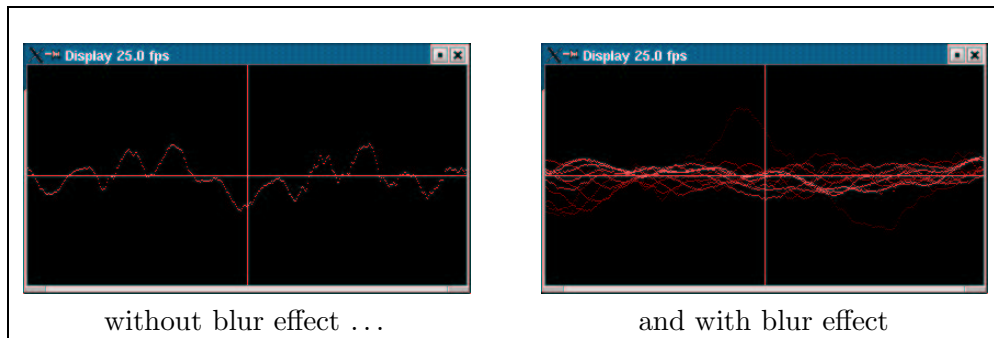 Display 25.0 fps
Display 25.0 fps
without blur effect ...
and with blur effect